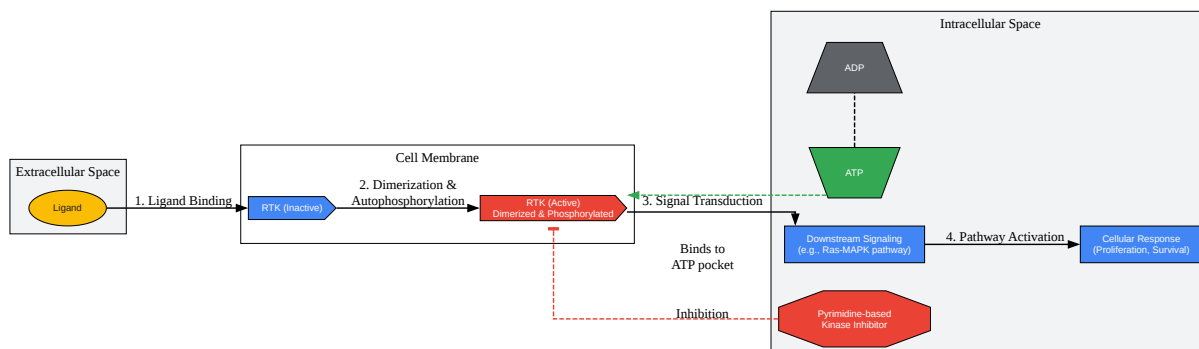 Intracellular Space
ADP
ATP
Cell Membrane
Extracellular Space
Ligand
1. Ligand Binding
RTK (Inactive)
2. Dimerization &
Autophosphorylation
RTK (Active)
Dimerized & Phosphorylated
3. Signal Transduction
Downstream Signaling
(e.g., Ras-MAPK pathway)
4. Pathway Activation
Cellular Response
(Proliferation, Survival)
Binds to
ATP pocket
Inhibition
Pyrimidine-based
Kinase Inhibitor